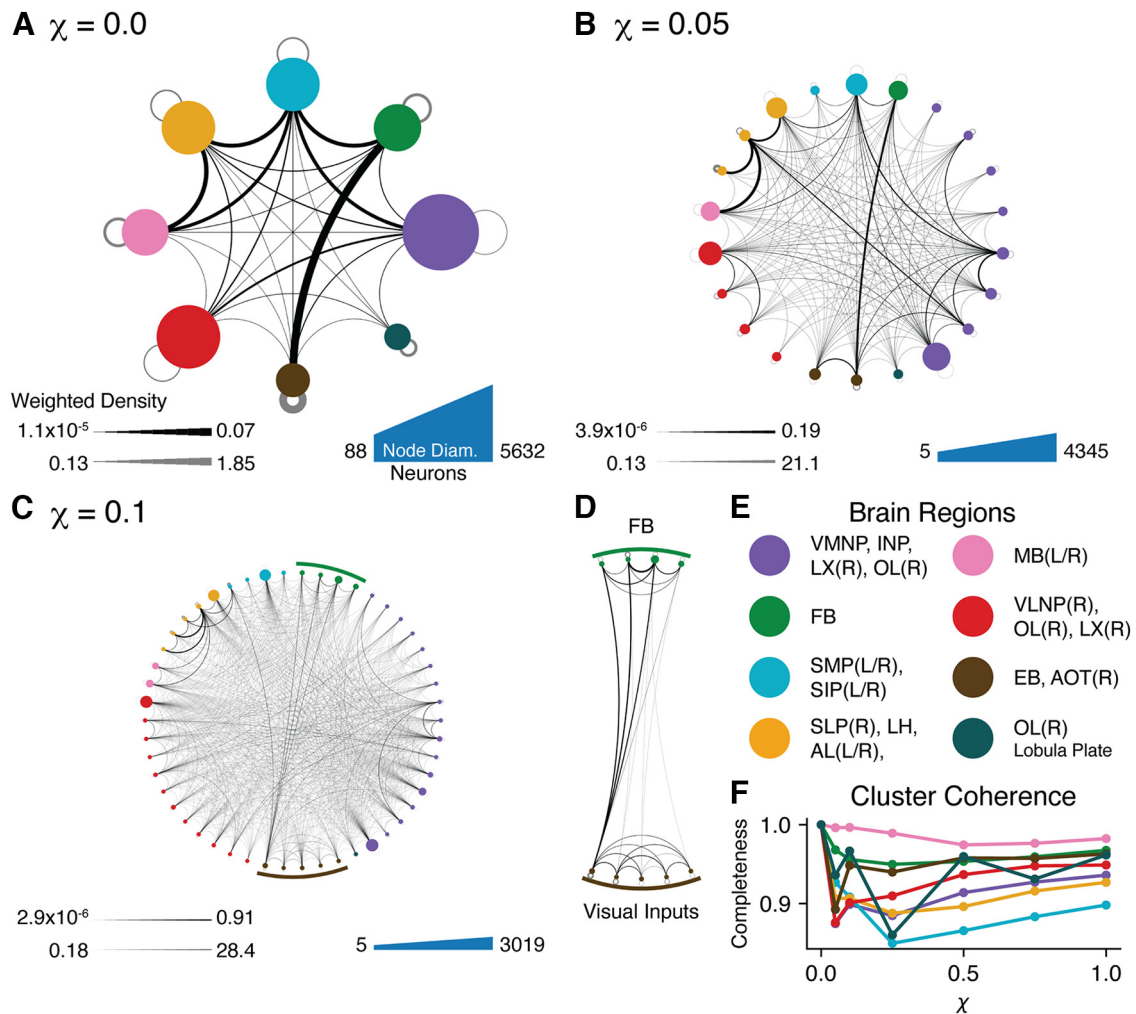 A χ = 0.0
Weighted Density
1.1x10⁻⁵ 0.07
0.13 1.85
88 Node Diam. 5632
Neurons
B χ = 0.05
3.9x10⁻⁶ 0.19
0.13 21.1
5 4345
C χ = 0.1
2.9x10⁻⁶ 0.91
0.18 28.4
5 3019
D
FB
Visual Inputs
E Brain Regions
VMNP, INP,
LX(R), OL(R)
FB
SMP(L/R),
SIP(L/R)
SLP(R), LH,
AL(L/R),
MB(L/R)
VLNP(R),
OL(R), LX(R)
EB, AOT(R)
OL(R)
Lobula Plate
F Cluster Coherence
Completeness
1.0
0.9
0.0 0.5 1.0
χ